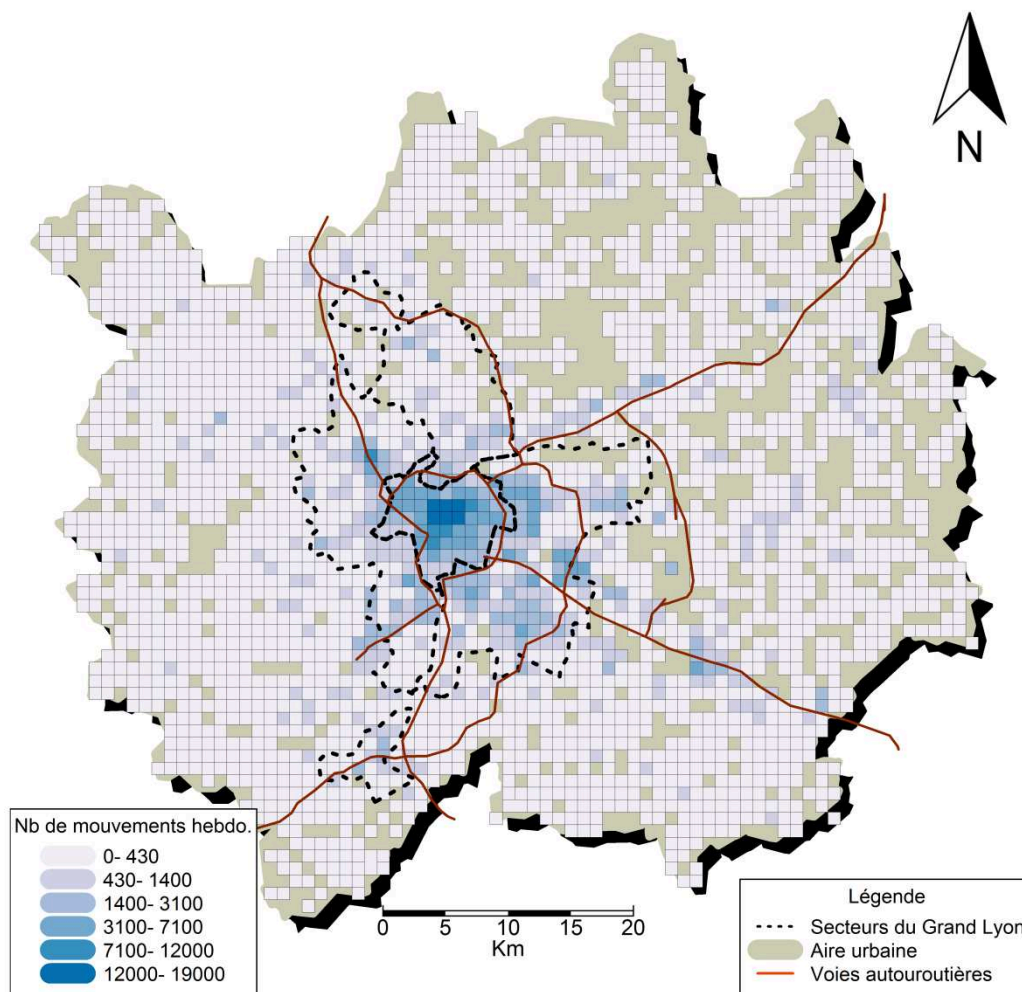 N
Nb de mouvements hebdo.
0- 430
430- 1400
1400- 3100
3100- 7100
7100- 12000
12000- 19000
0 5 10 15 20
Km
Légende
Secteurs du Grand Lyon
Aire urbaine
Voies autouroutières